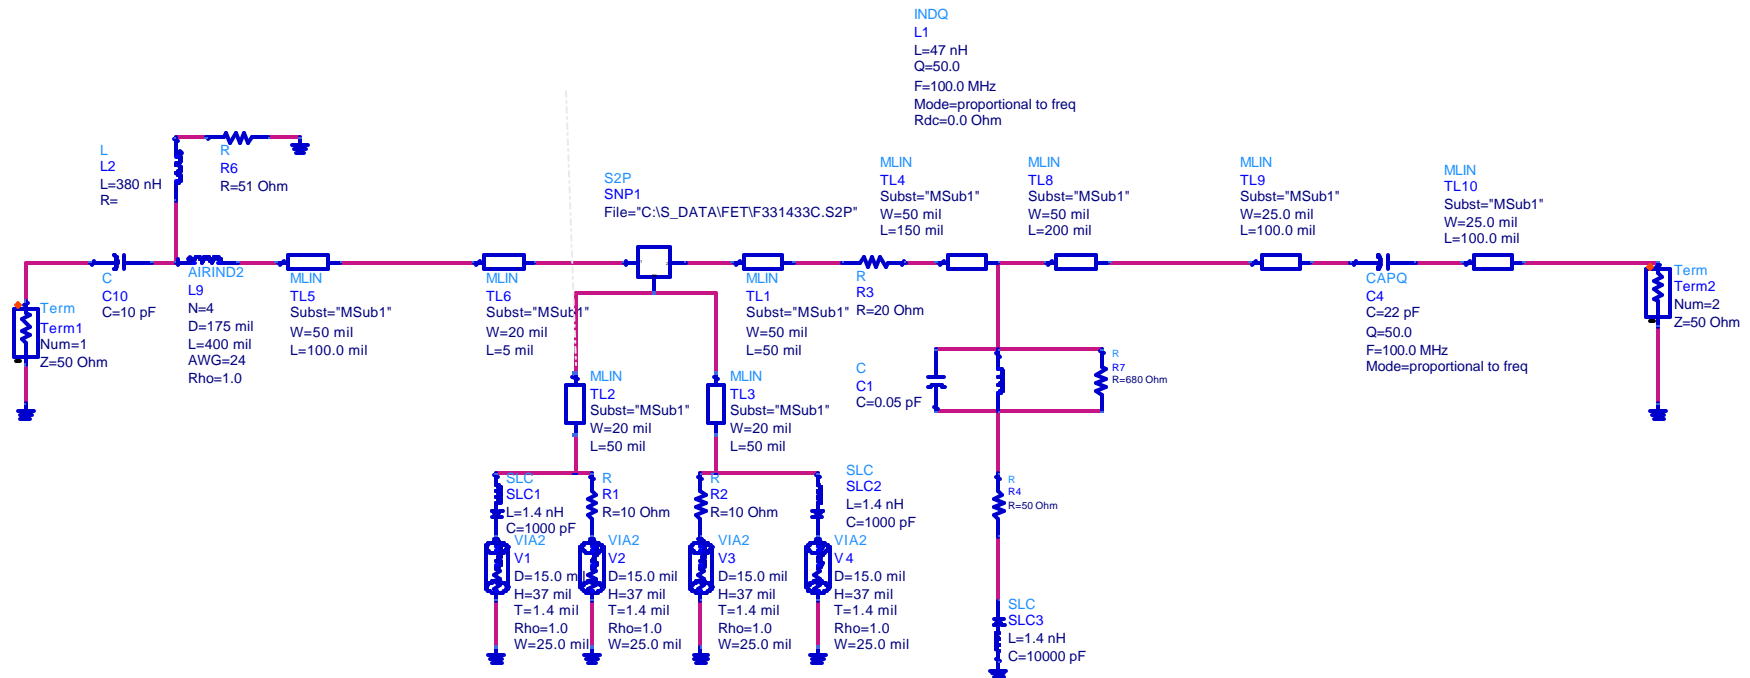 INDQ
L1
L=47 nH
Q=50.0
F=100.0 MHz
Mode=proportional to freq
Rdc=0.0 Ohm
L
L2
L=380 nH
R=
R
R6
R=51 Ohm
S2P
SNP1
File="C:\S_DATA\FET\F331433C.S2P"
MLIN
TL4
Subst="MSub1"
W=50 mil
L=150 mil
MLIN
TL8
Subst="MSub1"
W=50 mil
L=200 mil
MLIN
TL9
Subst="MSub1"
W=25.0 mil
L=100.0 mil
MLIN
TL10
Subst="MSub1"
W=25.0 mil
L=100.0 mil
Term
Term1
Num=1
Z=50 Ohm
C
C10
C=10 pF
AIRIND2
L9
N=4
D=175 mil
L=400 mil
AWG=24
Rho=1.0
MLIN
TL5
Subst="MSub1"
W=50 mil
L=100.0 mil
MLIN
TL6
Subst="MSub1"
W=20 mil
L=5 mil
MLIN
TL1
Subst="MSub1"
W=50 mil
L=50 mil
R
R3
R=20 Ohm
CAPQ
C4
C=22 pF
Q=50.0
F=100.0 MHz
Mode=proportional to freq
Term
Term2
Num=2
Z=50 Ohm
MLIN
TL2
Subst="MSub1"
W=20 mil
L=50 mil
MLIN
TL3
Subst="MSub1"
W=20 mil
L=50 mil
C
C1
C=0.05 pF
R
R7
R=680 Ohm
SLC
SLC1
L=1.4 nH
C=1000 pF
R
R1
R=10 Ohm
R
R2
R=10 Ohm
SLC
SLC2
L=1.4 nH
C=1000 pF
R
R4
R=50 Ohm
VIA2
V1
D=15.0 mil
H=37 mil
T=1.4 mil
Rho=1.0
W=25.0 mil
VIA2
V2
D=15.0 mil
H=37 mil
T=1.4 mil
Rho=1.0
W=25.0 mil
VIA2
V3
D=15.0 mil
H=37 mil
T=1.4 mil
Rho=1.0
W=25.0 mil
VIA2
V4
D=15.0 mil
H=37 mil
T=1.4 mil
Rho=1.0
W=25.0 mil
SLC
SLC3
L=1.4 nH
C=10000 pF